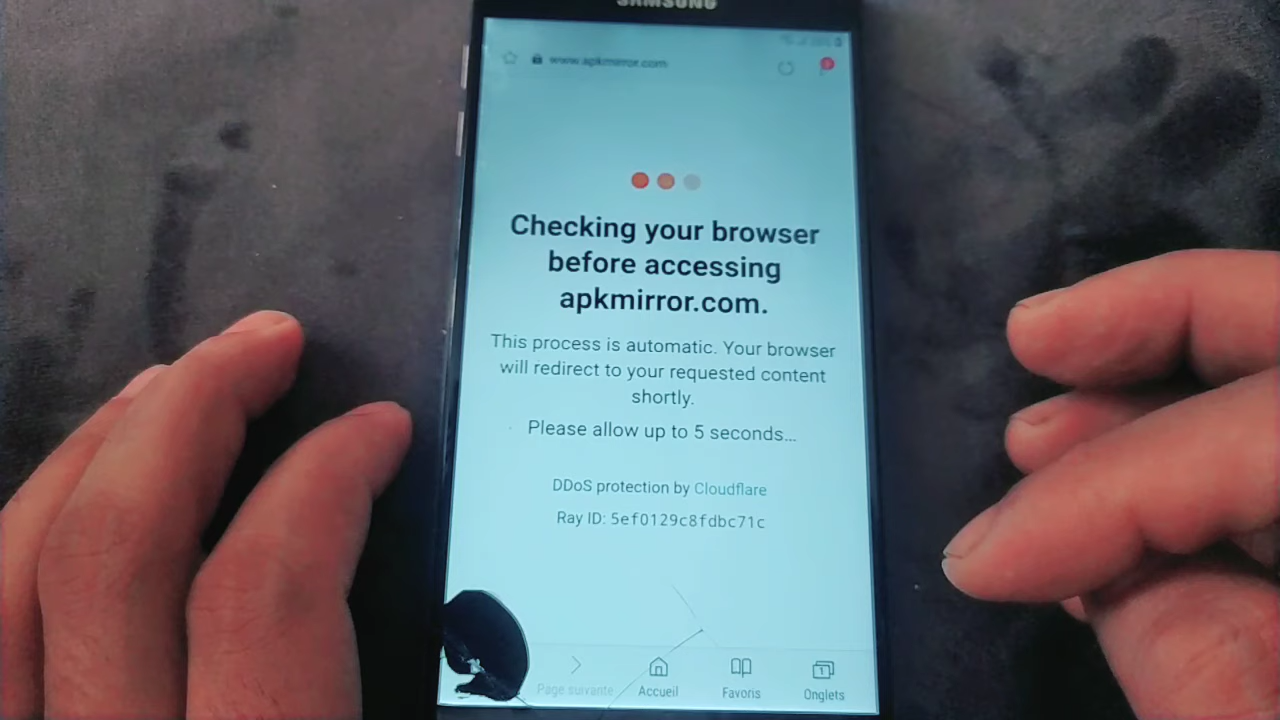 SAMSUNG
www.apkmirror.com
Checking your browser
before accessing
apkmirror.com.
This process is automatic. Your browser
will redirect to your requested content
shortly.
Please allow up to 5 seconds…
DDoS protection by Cloudflare
Ray ID: 5ef0129c8fdbc71c
Page suivante
Accueil
Favoris
1
Onglets